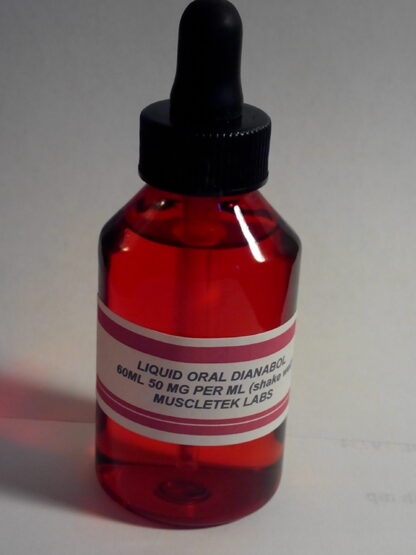 LIQUID ORAL DIANABOL
60ML 50 MG PER ML (shake
MUSCLETEK LABS